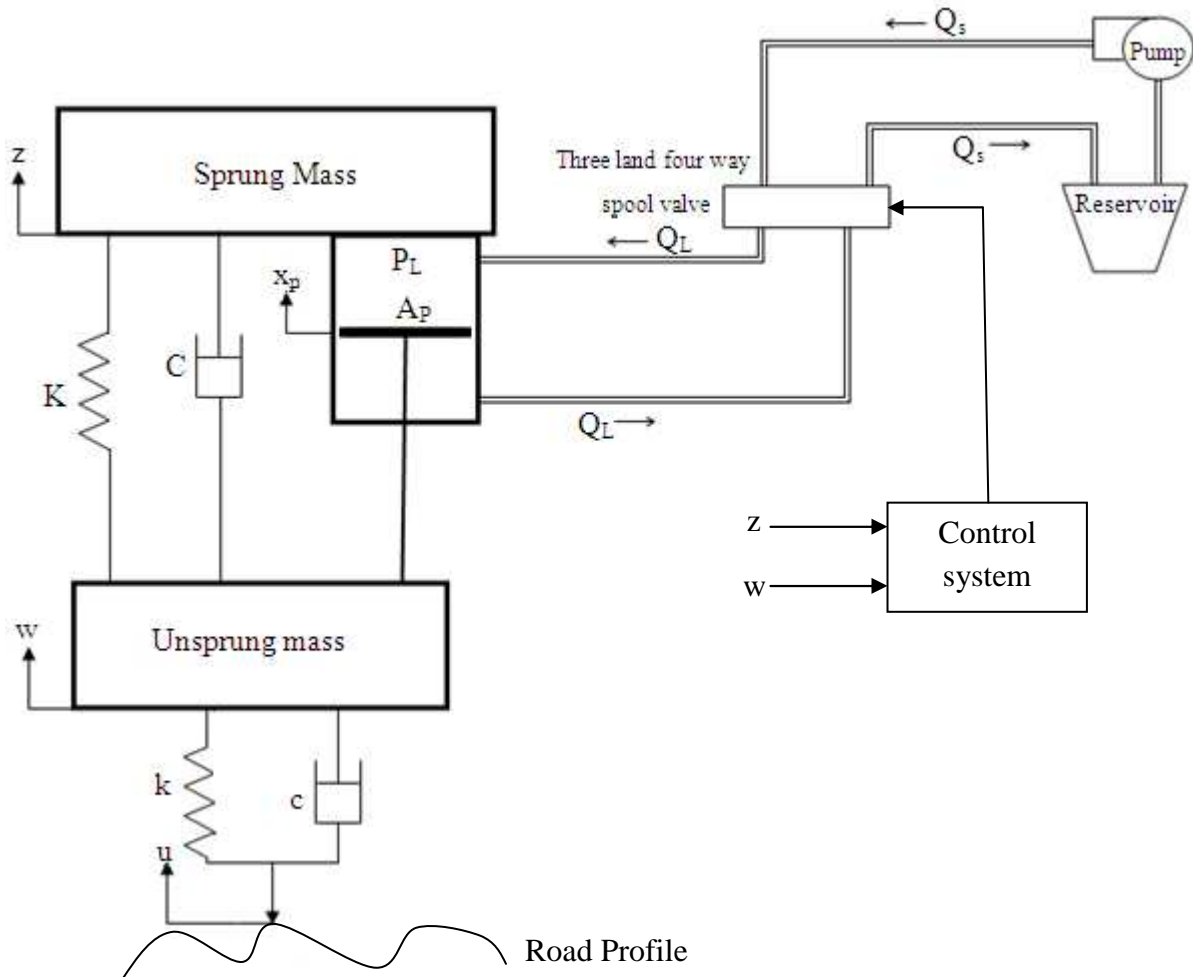 Qs
Pump
z
Sprung Mass
Qs
Three land four way
spool valve
Reservoir
QL
PL
xp
AP
C
K
QL
z
Control
system
w
w
Unsprung mass
k
c
u
Road Profile